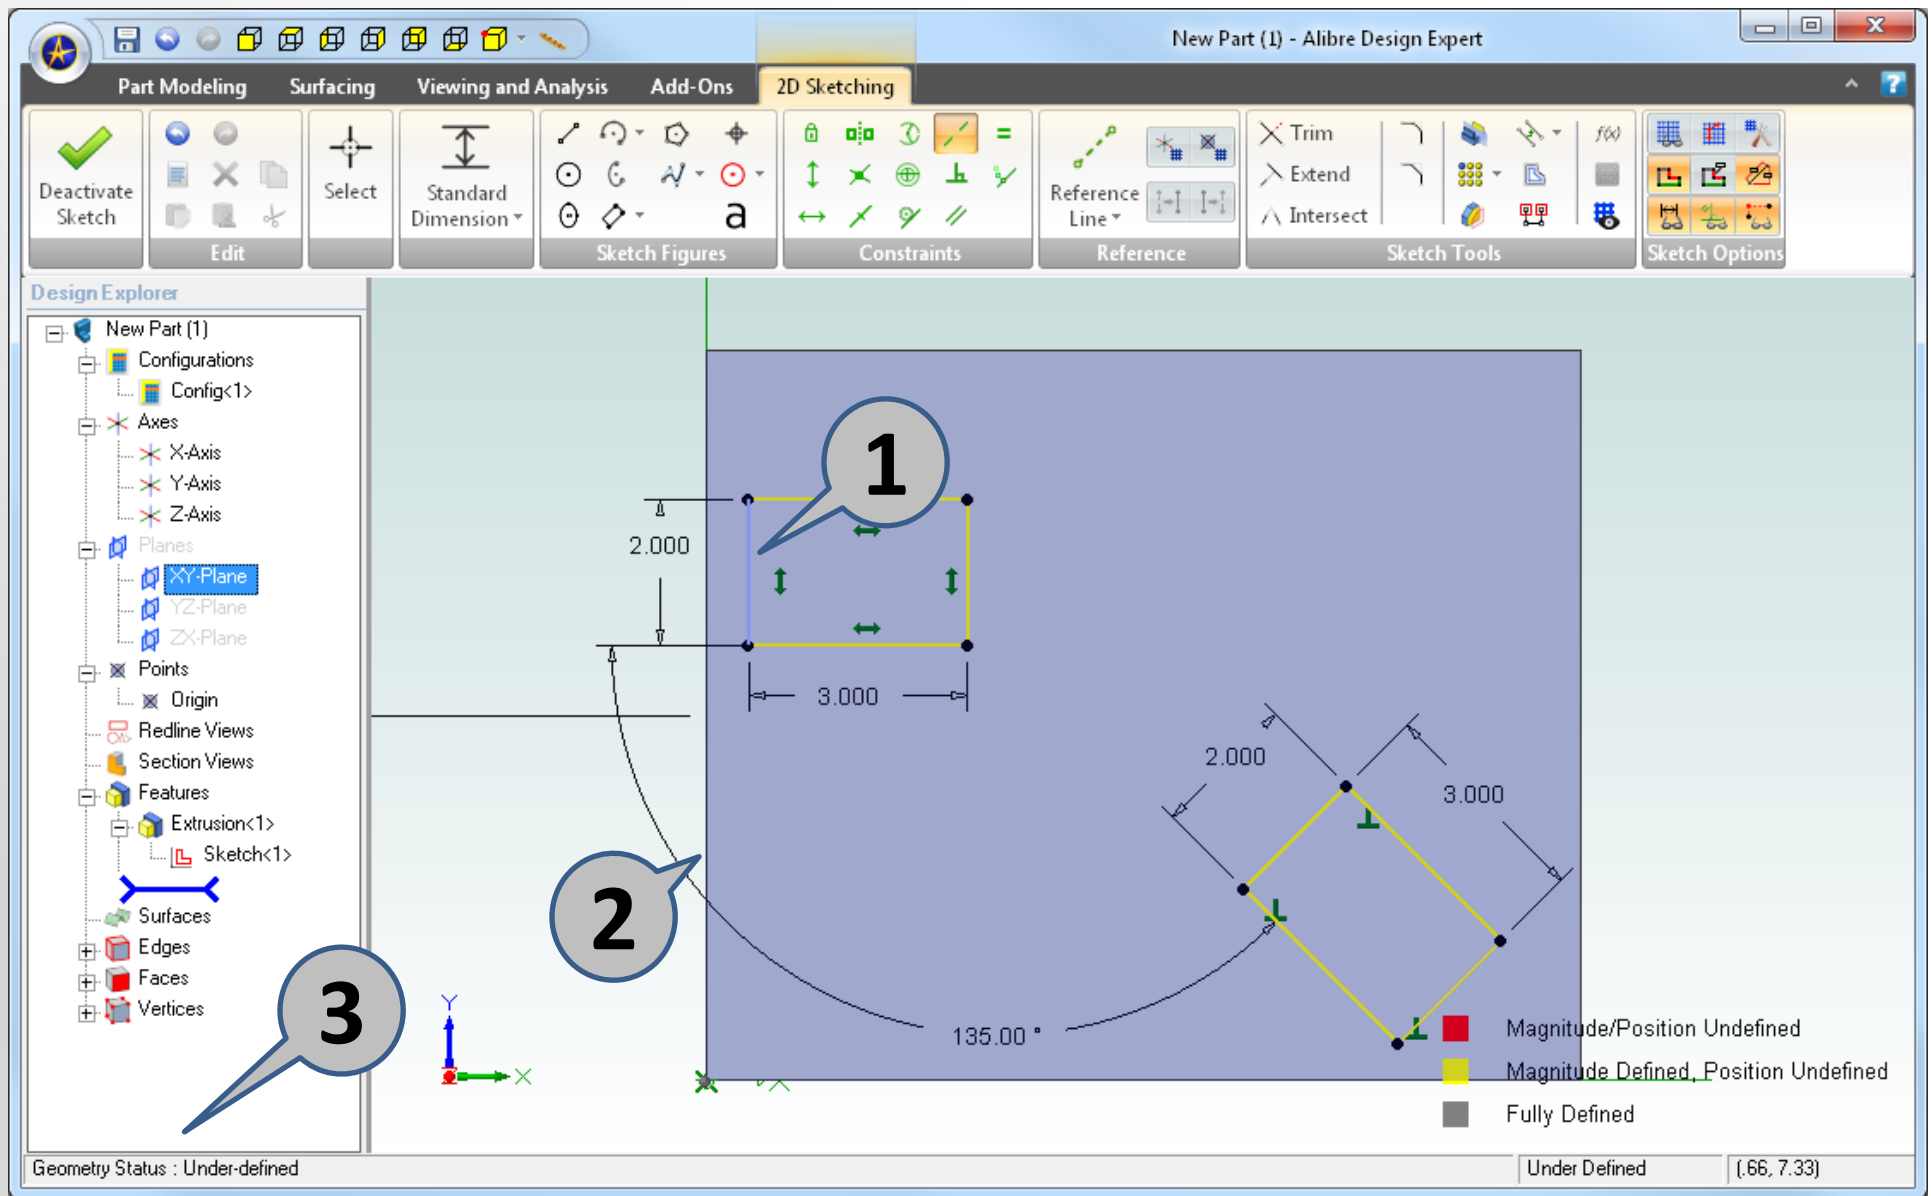 New Part (1) - Alibre Design Expert
Part Modeling Surfacing Viewing and Analysis Add-Ons 2D Sketching
Deactivate Sketch
Edit
Select
Standard Dimension
a
Sketch Figures
Constraints
Reference Line
Reference
Trim
Extend
Intersect
f(x)
Sketch Tools
Sketch Options
Design Explorer
New Part (1)
Configurations
Config<1>
Axes
X-Axis
Y-Axis
Z-Axis
Planes
XY-Plane
YZ-Plane
ZX-Plane
Points
Origin
Redline Views
Section Views
Features
Extrusion<1>
Sketch<1>
Surfaces
Edges
Faces
Vertices
1
2.000
3.000
2.000
3.000
2
3
135.00 °
Y
X
X
Magnitude/Position Undefined
Magnitude Defined, Position Undefined
Fully Defined
Geometry Status : Under-defined
Under Defined
(.66, 7.33)